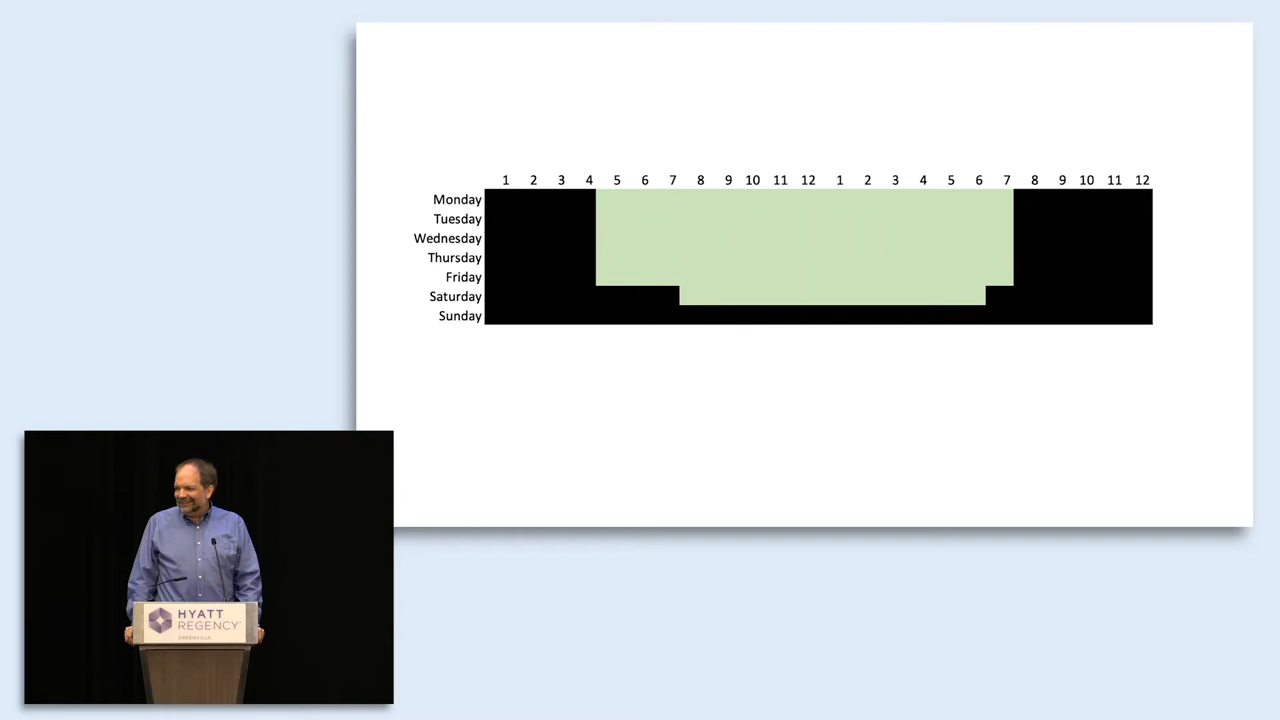 1 2 3 4 5 6 7 8 9 10 11 12 1 2 3 4 5 6 7 8 9 10 11 12
Monday
Tuesday
Wednesday
Thursday
Friday
Saturday
Sunday
HYATT
REGENCY
GREENVILLE